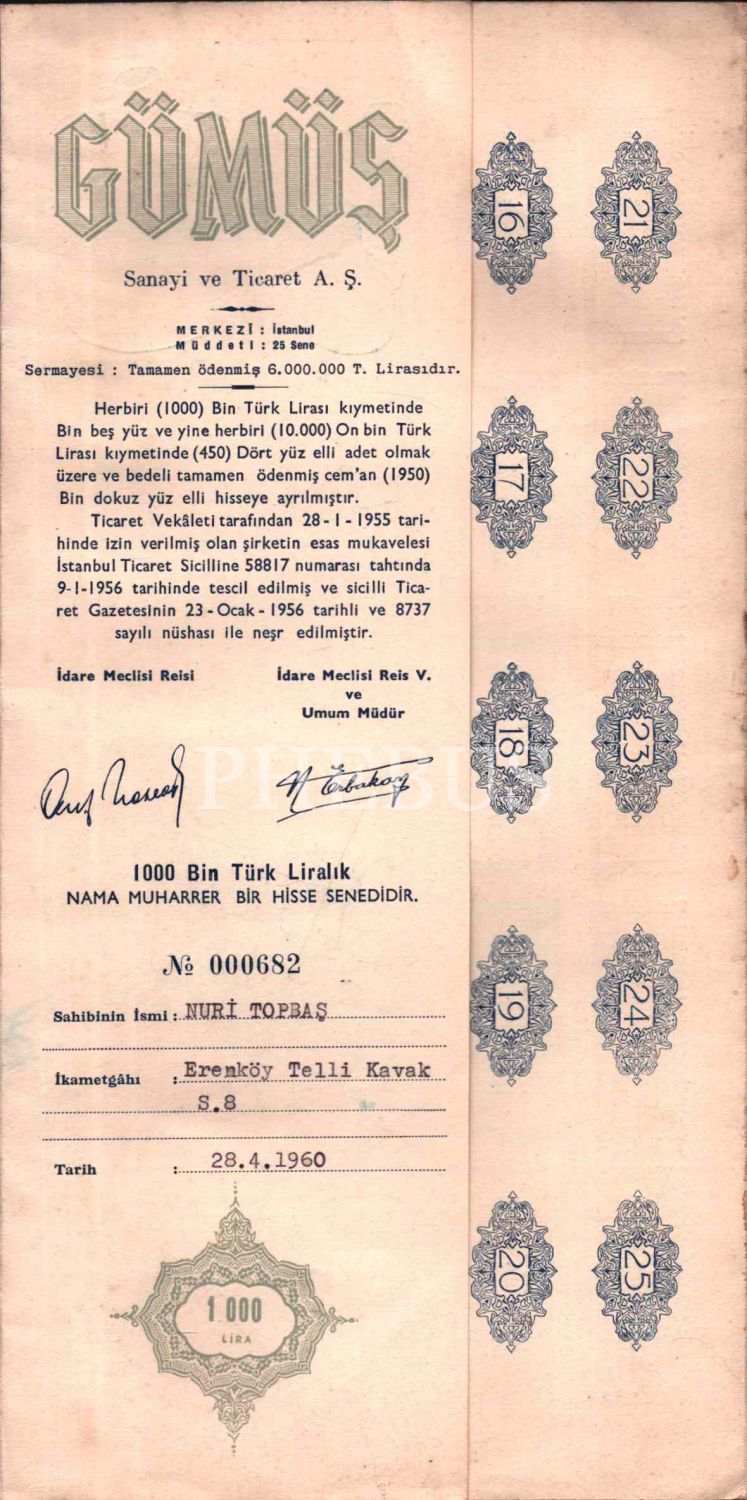 GÜMÜŞ
Sanayi ve Ticaret A. Ş.
MERKEZİ : İstanbul
Müddeti : 25 Sene
Sermayesi : Tamamen ödenmiş 6.000.000 T. Lirasıdır.
Herbiri (1000) Bin Türk Lirası kıymetinde
Bin beş yüz ve yine herbiri (10.000) On bin Türk
Lirası kıymetinde (450) Dört yüz elli adet olmak
üzere ve bedeli tamamen ödenmiş cem'an (1950)
Bin dokuz yüz elli hisseye ayrılmıştır.
Ticaret Vekâleti tarafından 28-1-1955 tari-
hinde izin verilmiş olan şirketin esas mukavelesi
İstanbul Ticaret Sicilline 58817 numarası tahtında
9-1-1956 tarihinde tescil edilmiş ve sicilli Tica-
ret Gazetesinin 23-Ocak-1956 tarihli ve 8737
sayılı nüshası ile neşr edilmiştir.
İdare Meclisi Reisi
İdare Meclisi Reis V.
ve
Umum Müdür
N Erbakan
PHEBUS
1000 Bin Türk Liralık
NAMA MUHARRER BİR HİSSE SENEDİDİR.
№ 000682
Sahibinin İsmi : NURİ TOPBAŞ
İkametgâhı : Erenköy Telli Kavak
S.8
Tarih : 28.4.1960
1 000
LİRA
16 21
17 22
18 23
19 24
20 25